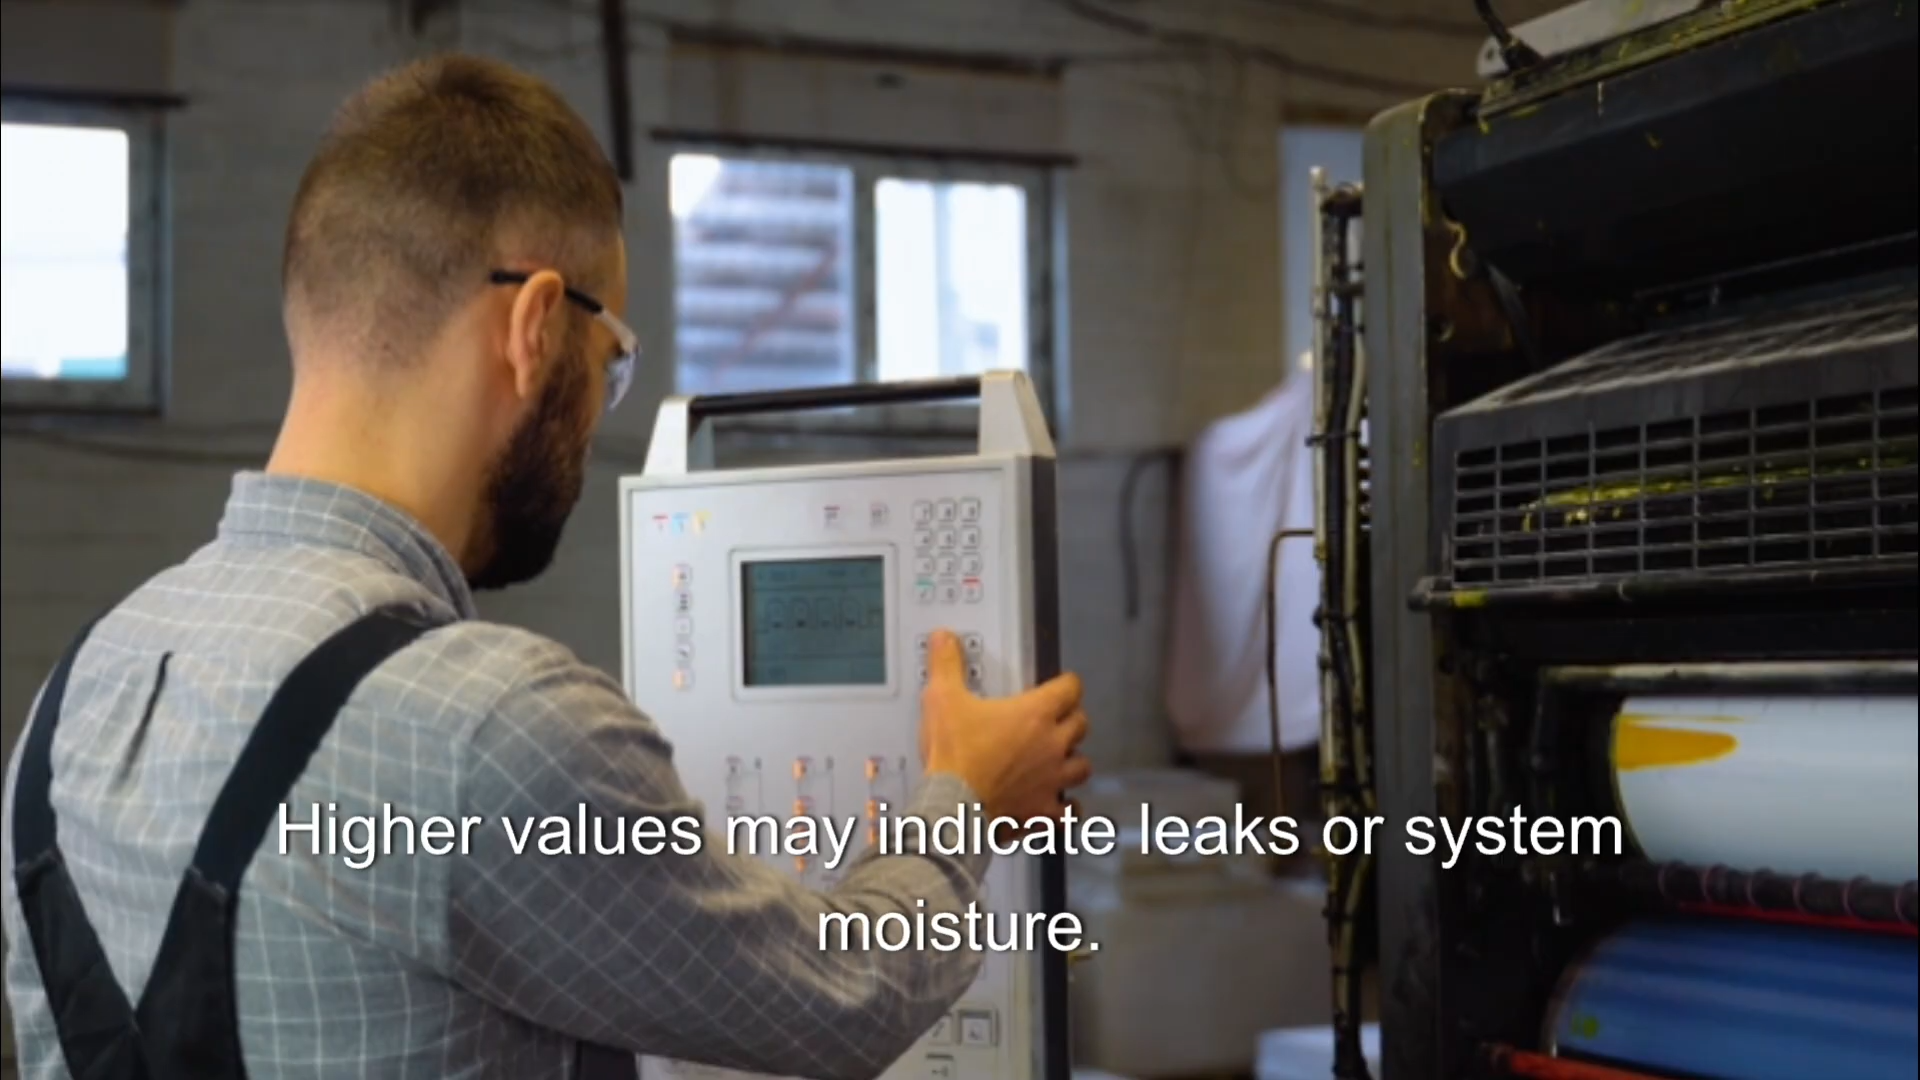 Higher values may indicate leaks or system
moisture.